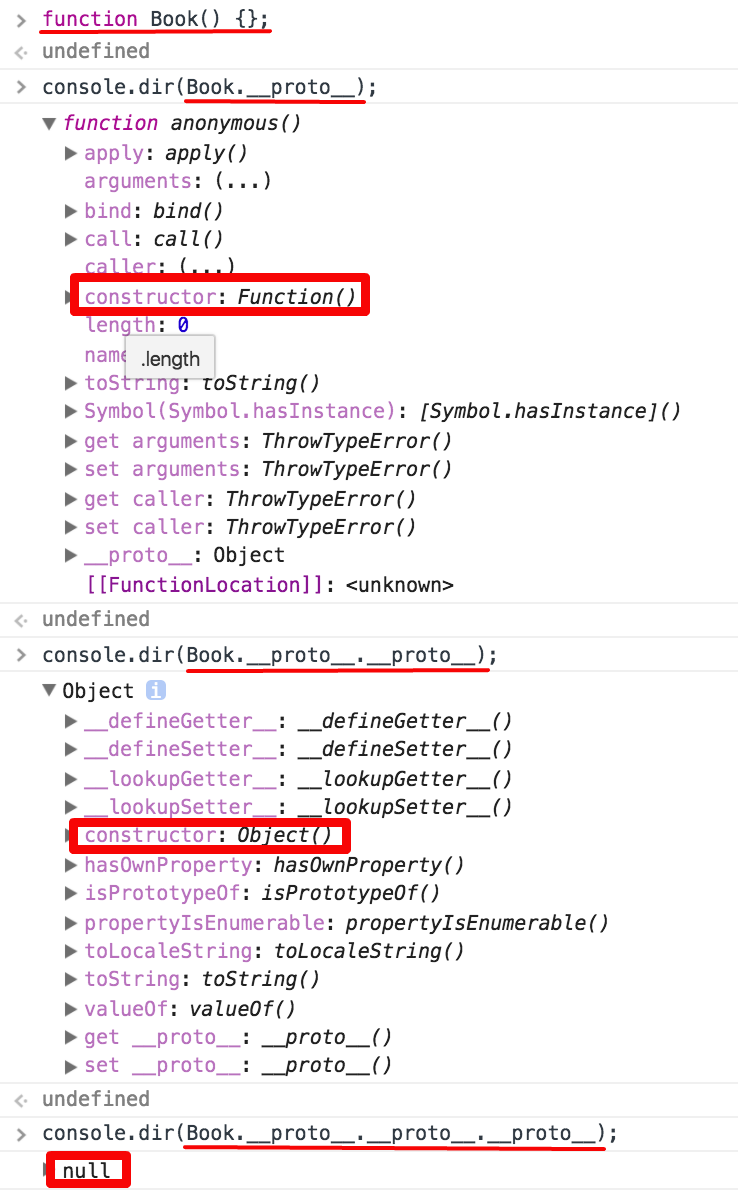 > function Book() {};
< undefined
> console.dir(Book.__proto__);
▼ function anonymous()
▶ apply: apply()
arguments: (...)
▶ bind: bind()
▶ call: call()
caller: (...)
▶ constructor: Function()
length: 0
name
.length
▶ toString: toString()
▶ Symbol(Symbol.hasInstance): [Symbol.hasInstance]()
▶ get arguments: ThrowTypeError()
▶ set arguments: ThrowTypeError()
▶ get caller: ThrowTypeError()
▶ set caller: ThrowTypeError()
▶ __proto__: Object
[[FunctionLocation]]: <unknown>
< undefined
> console.dir(Book.__proto__.__proto__);
▼ Object i
▶ __defineGetter__: __defineGetter__()
▶ __defineSetter__: __defineSetter__()
▶ __lookupGetter__: __lookupGetter__()
▶ __lookupSetter__: __lookupSetter__()
▶ constructor: Object()
▶ hasOwnProperty: hasOwnProperty()
▶ isPrototypeOf: isPrototypeOf()
▶ propertyIsEnumerable: propertyIsEnumerable()
▶ toLocaleString: toLocaleString()
▶ toString: toString()
▶ valueOf: valueOf()
▶ get __proto__: __proto__()
▶ set __proto__: __proto__()
< undefined
> console.dir(Book.__proto__.__proto__.__proto__);
▶ null